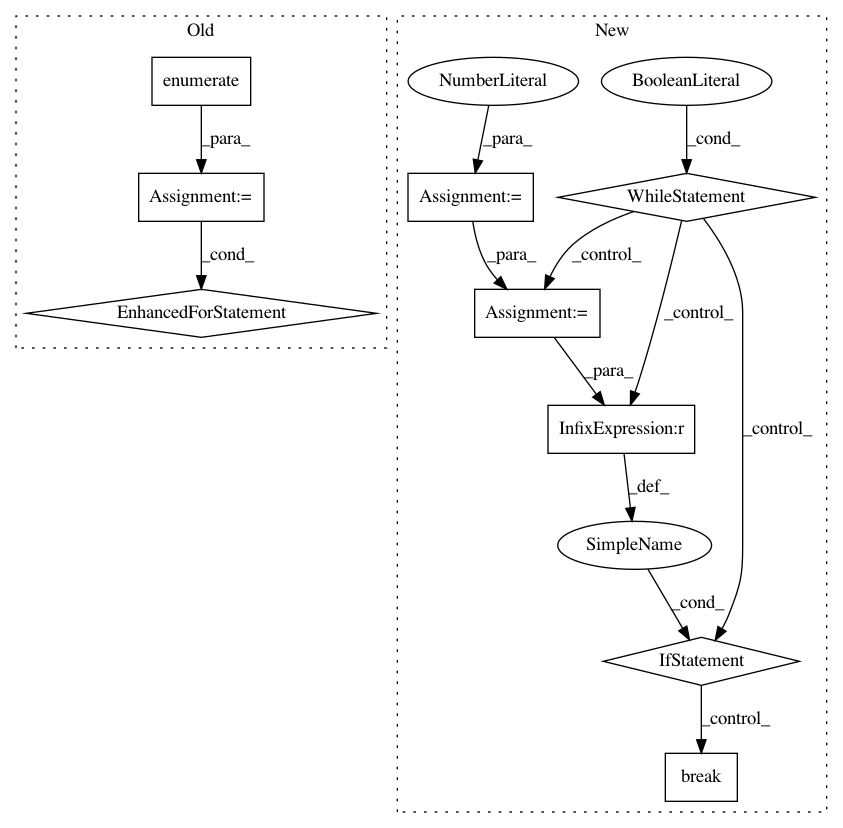 Old
enumerate
_para_
Assignment:=
_cond_
EnhancedForStatement
New
NumberLiteral
BooleanLiteral
_para_
_cond_
Assignment:=
WhileStatement
_para_
_control_
Assignment:=
_control_
_para_
InfixExpression:r
_control_
_def_
SimpleName
_cond_
IfStatement
_control_
break